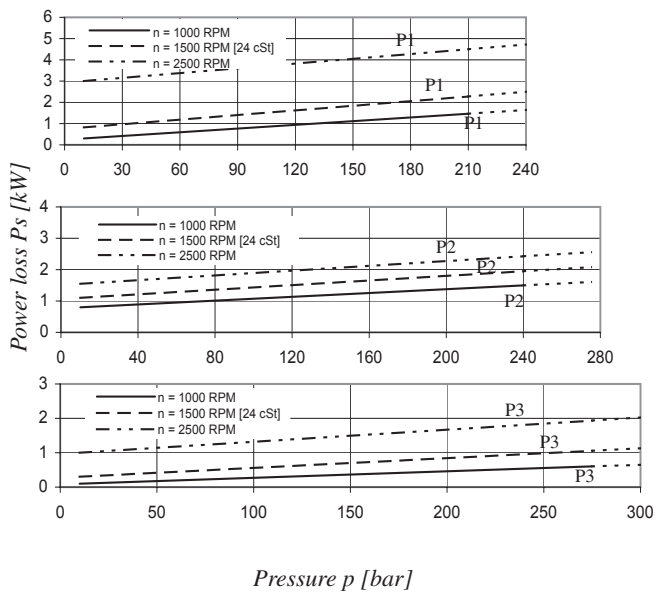 Power loss Ps [kW]
6
5
4
3
2
1
0
n = 1000 RPM
n = 1500 RPM [24 cSt]
n = 2500 RPM
P1
P1
P1
0 30 60 90 120 150 180 210 240
4
3
2
1
0
n = 1000 RPM
n = 1500 RPM [24 cSt]
n = 2500 RPM
P2
P2
P2
0 40 80 120 160 200 240 280
3
2
1
0
n = 1000 RPM
n = 1500 RPM [24 cSt]
n = 2500 RPM
P3
P3
P3
0 50 100 150 200 250 300
Pressure p [bar]